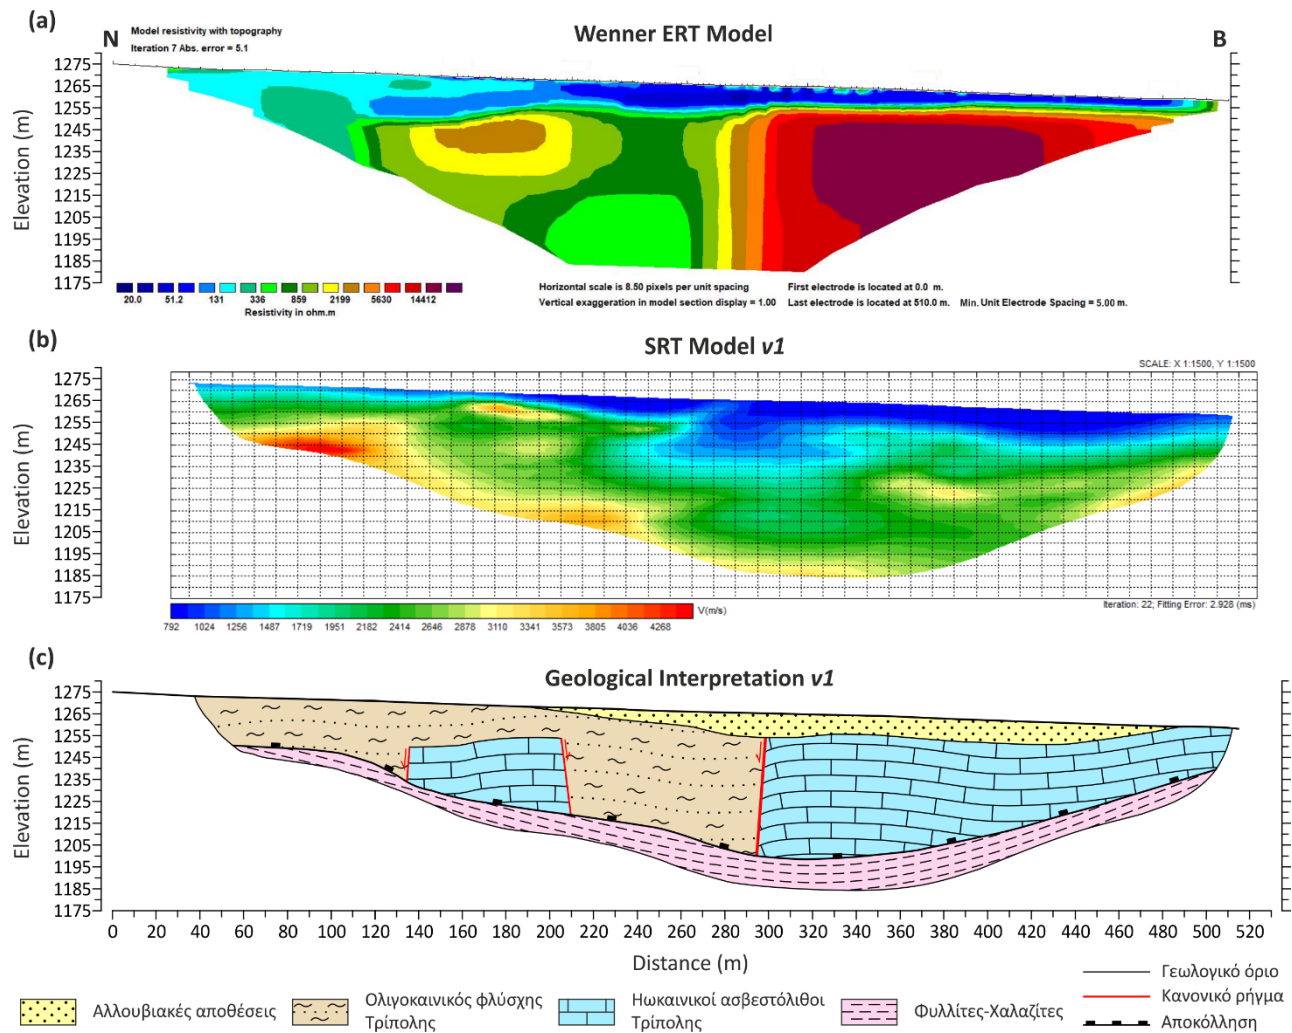 (a)
Model resistivity with topography
Wenner ERT Model
N
Iteration 7 Abs. error = 5.1
B
1275
1265
1255
1245
1235
1225
1215
1205
1195
1185
1175
Elevation (m)
20.0 51.2 131 336 859 2199 5630 14412
Resistivity in ohm.m
Horizontal scale is 8.50 pixels per unit spacing
First electrode is located at 0.0 m.
Vertical exaggeration in model section display = 1.00
Last electrode is located at 510.0 m.
Min. Unit Electrode Spacing = 5.00 m.
(b)
SRT Model v1
SCALE: X 1:1500, Y 1:1500
1275
1265
1255
1245
1235
1225
1215
1205
1195
1185
1175
Elevation (m)
V(m/s)
792 1024 1256 1487 1719 1951 2182 2414 2646 2878 3110 3341 3573 3805 4036 4268
Iteration: 22; Fitting Error: 2.928 (ms)
(c)
Geological Interpretation v1
1275
1265
1255
1245
1235
1225
1215
1205
1195
1185
1175
Elevation (m)
0 20 40 60 80 100 120 140 160 180 200 220 240 260 280 300 320 340 360 380 400 420 440 460 480 500 520
Distance (m)
Αλλουβιακές αποθέσεις
Ολιγοκαινικός φλύσχης
Τρίπολης
Ηωκαινικοί ασβεστόλιθοι
Τρίπολης
Φυλλίτες-Χαλαζίτες
Γεωλογικό όριο
Κανονικό ρήγμα
Αποκόλληση